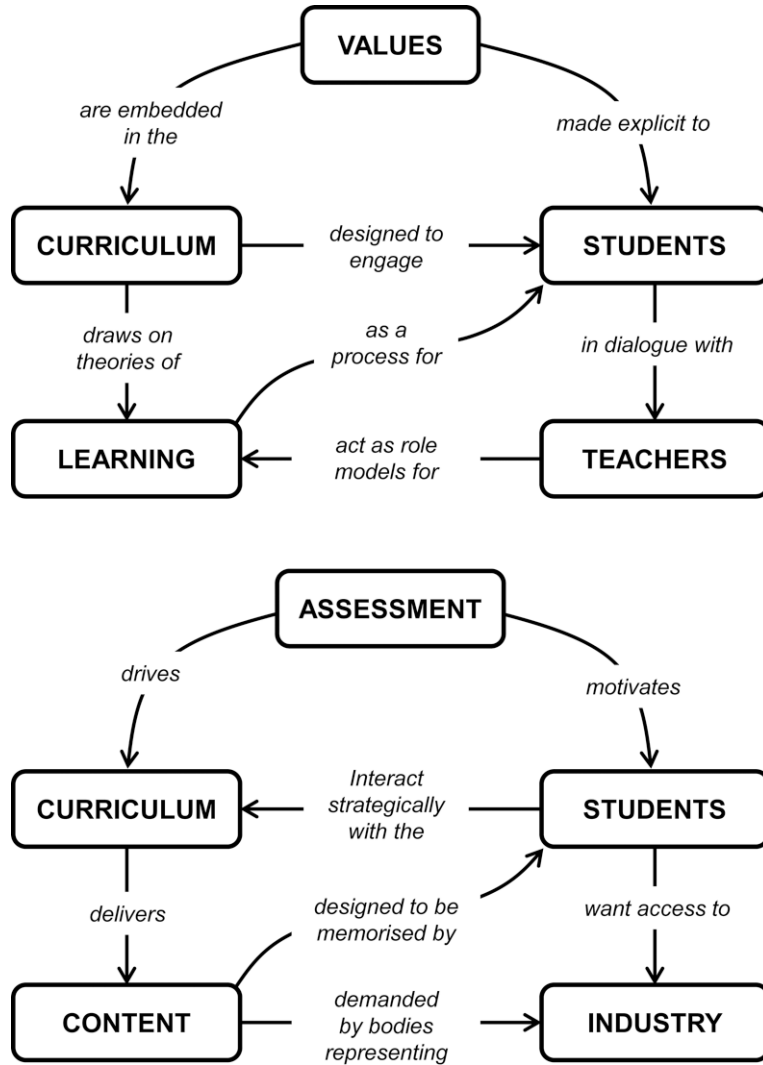 VALUES
are embedded
in the
made explicit to
CURRICULUM
designed to
engage
STUDENTS
draws on
theories of
as a
process for
in dialogue with
LEARNING
act as role
models for
TEACHERS
ASSESSMENT
drives
motivates
CURRICULUM
Interact
strategically
with the
STUDENTS
delivers
designed to be
memorised by
want access to
CONTENT
demanded
by bodies
representing
INDUSTRY